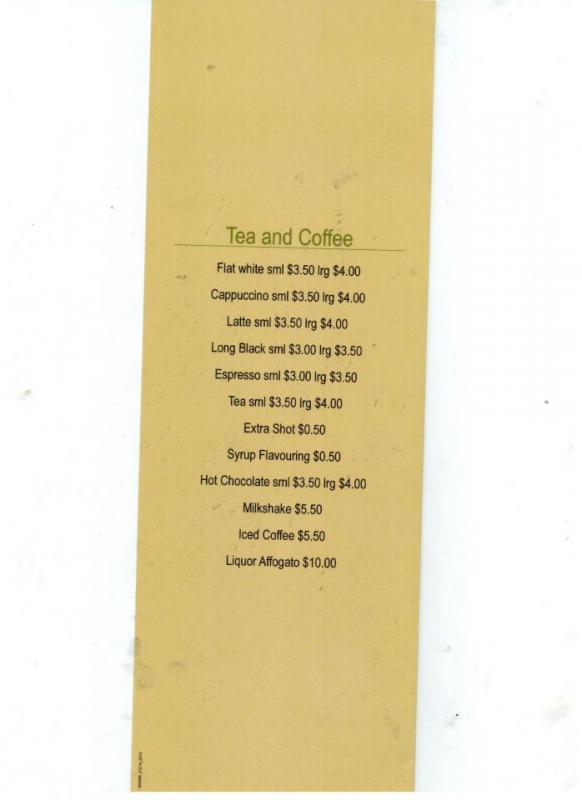 Tea and Coffee
Flat white sml $3.50 lrg $4.00
Cappuccino sml $3.50 lrg $4.00
Latte sml $3.50 lrg $4.00
Long Black sml $3.00 lrg $3.50
Espresso sml $3.00 lrg $3.50
Tea sml $3.50 lrg $4.00
Extra Shot $0.50
Syrup Flavouring $0.50
Hot Chocolate sml $3.50 lrg $4.00
Milkshake $5.50
Iced Coffee $5.50
Liquor Affogato $10.00